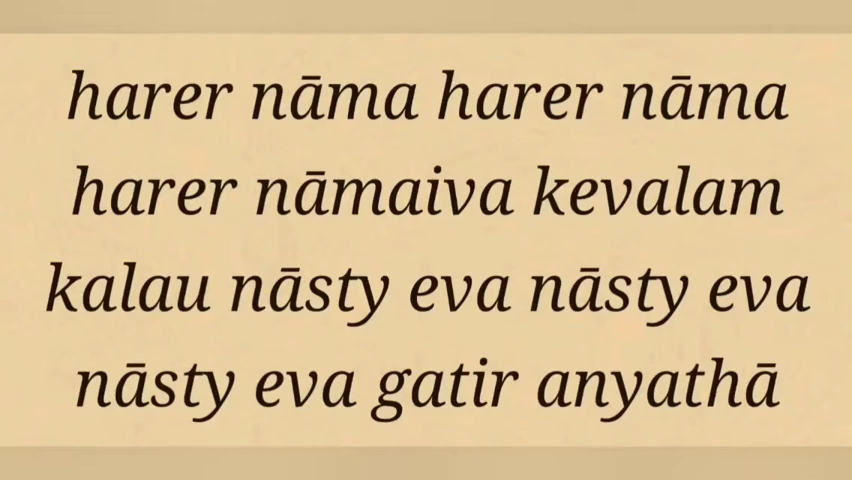 harer nāma harer nāma
harer nāmaiva kevalam
kalau nāsty eva nāsty eva
nāsty eva gatir anyathā